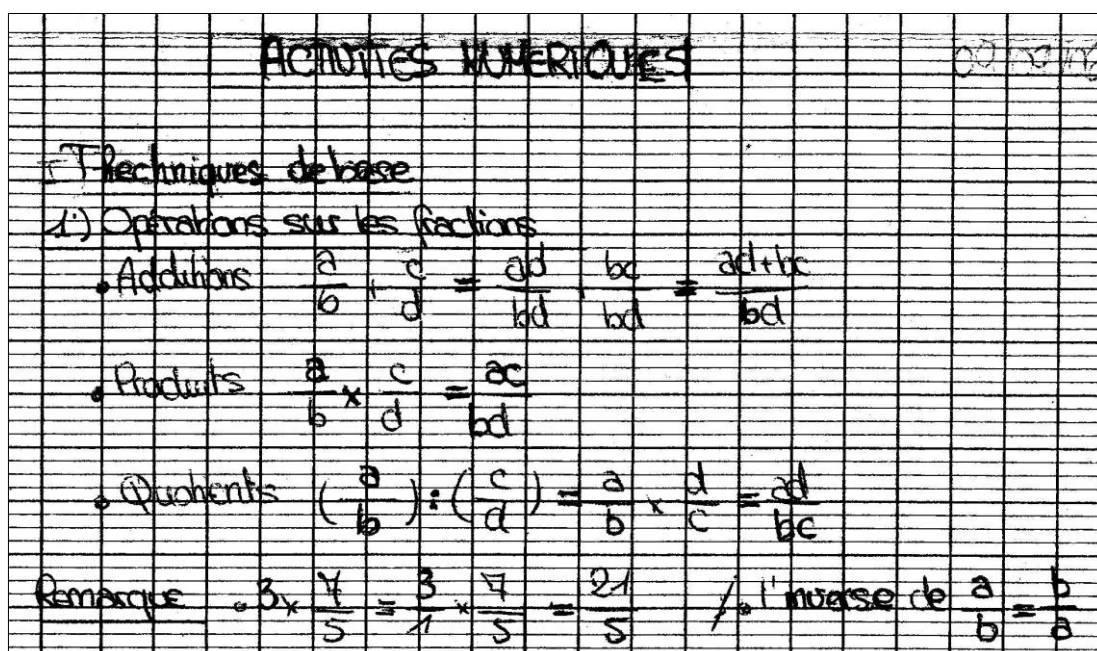 ACTIVITES NUMERIQUES
I Thechniques de base
1°) Opérations sur les fractions
• Additions a/b + c/d = ad/bd + bc/bd = ad+bc/bd
• Produits a/b × c/d = ac/bd
• Quotients (a/b) : (c/d) = a/b × d/c = ad/bc
Remarque • 3 × 7/5 = 3/1 × 7/5 = 21/5 / • l'inverse de a/b = b/a